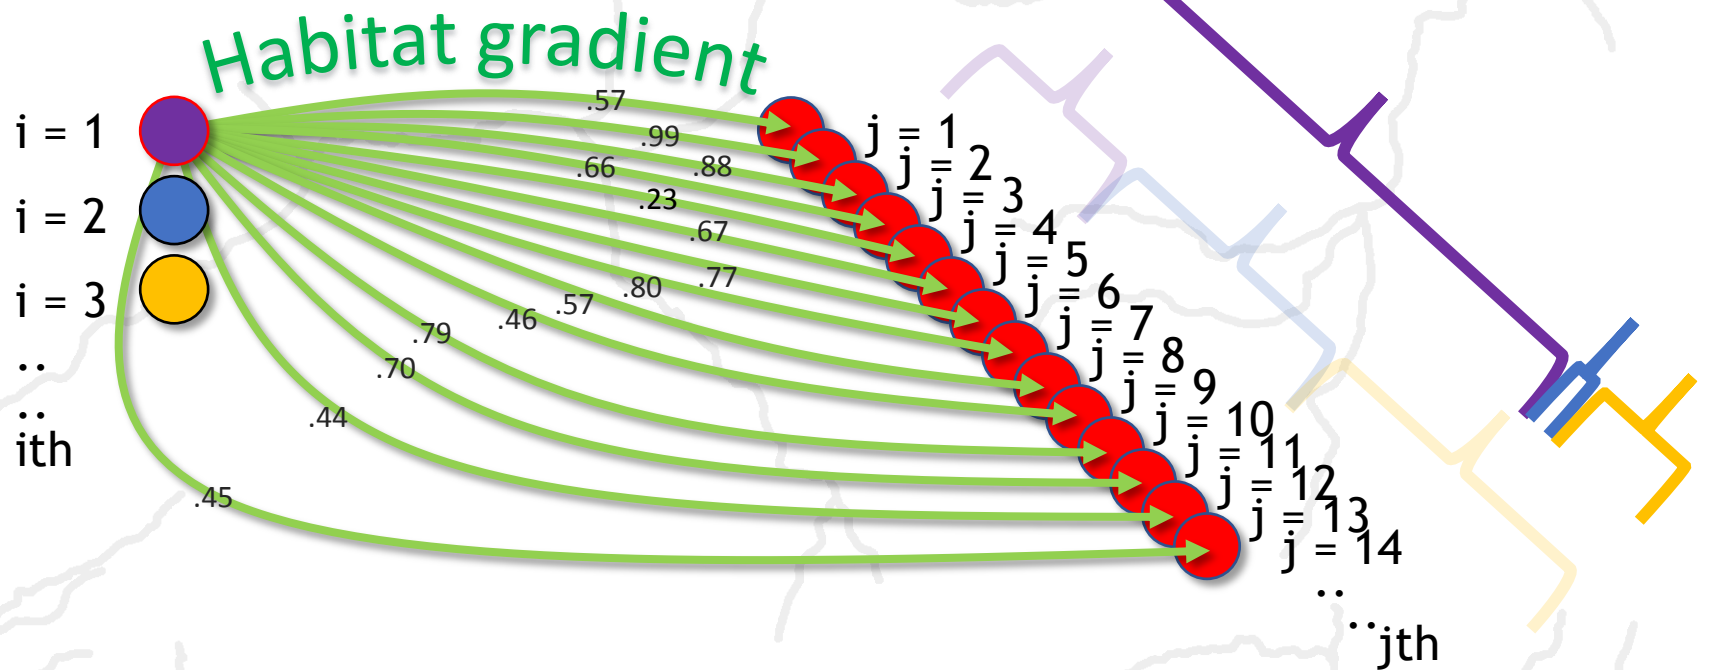 Habitat gradient
i = 1
i = 2
i = 3
..
..
ith
.57
.99
.88
.66
.23
.67
.77
.80
.57
.46
.79
.70
.44
.45
j = 1
j = 2
j = 3
j = 4
j = 5
j = 6
j = 7
j = 8
j = 9
j = 10
j = 11
j = 12
j = 13
j = 14
..
..jth